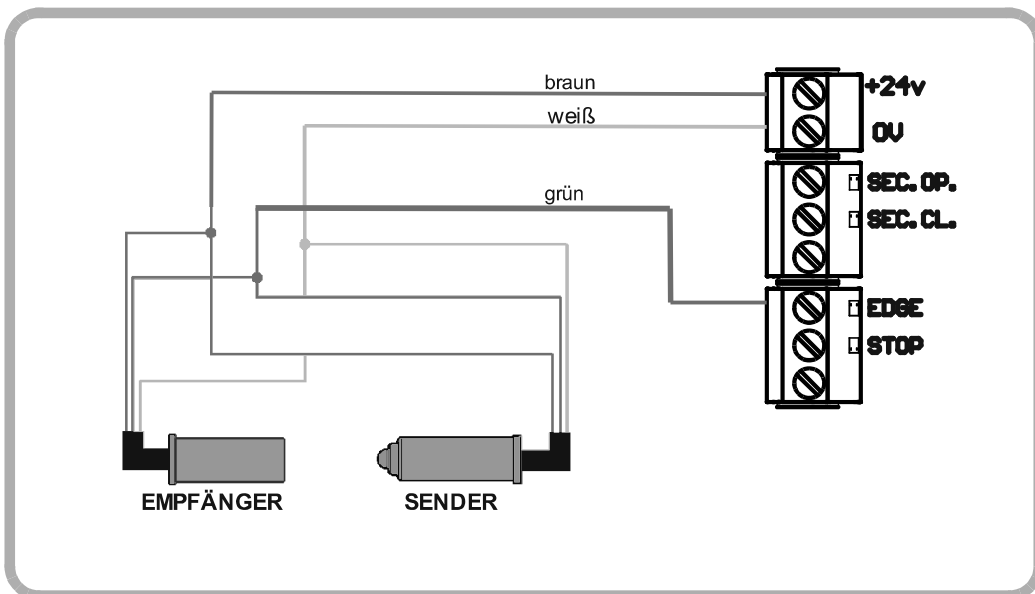 braun
+24v
weiß
0V
SEC.OP.
grün
SEC.CL.
EDGE
STOP
EMPFÄNGER
SENDER